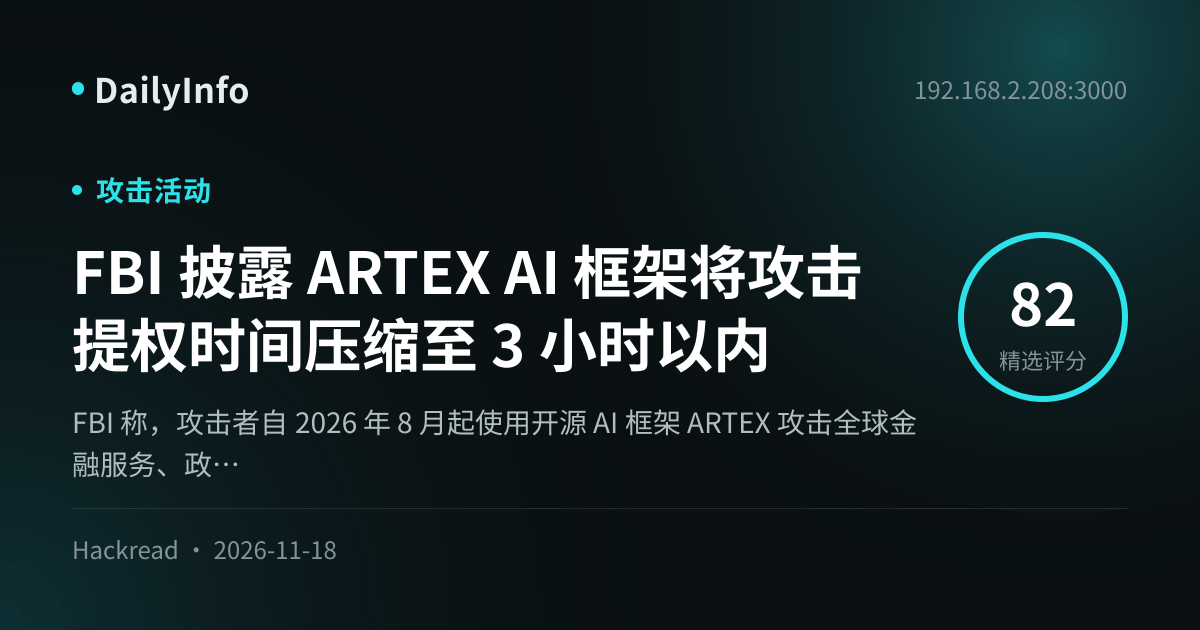 DailyInfo
192.168.2.208:3000
攻击活动
FBI 披露 ARTEX AI 框架将攻击
提权时间压缩至 3 小时以内
82
精选评分
FBI 称，攻击者自 2026 年 8 月起使用开源 AI 框架 ARTEX 攻击全球金
融服务、政…
Hackread · 2026-11-18